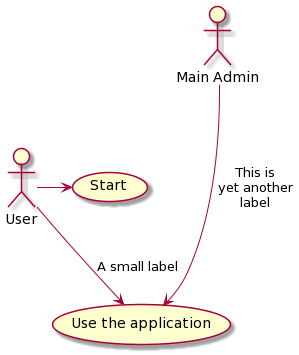 Main Admin
This is
yet another
label
Start
User
A small label
Use the application